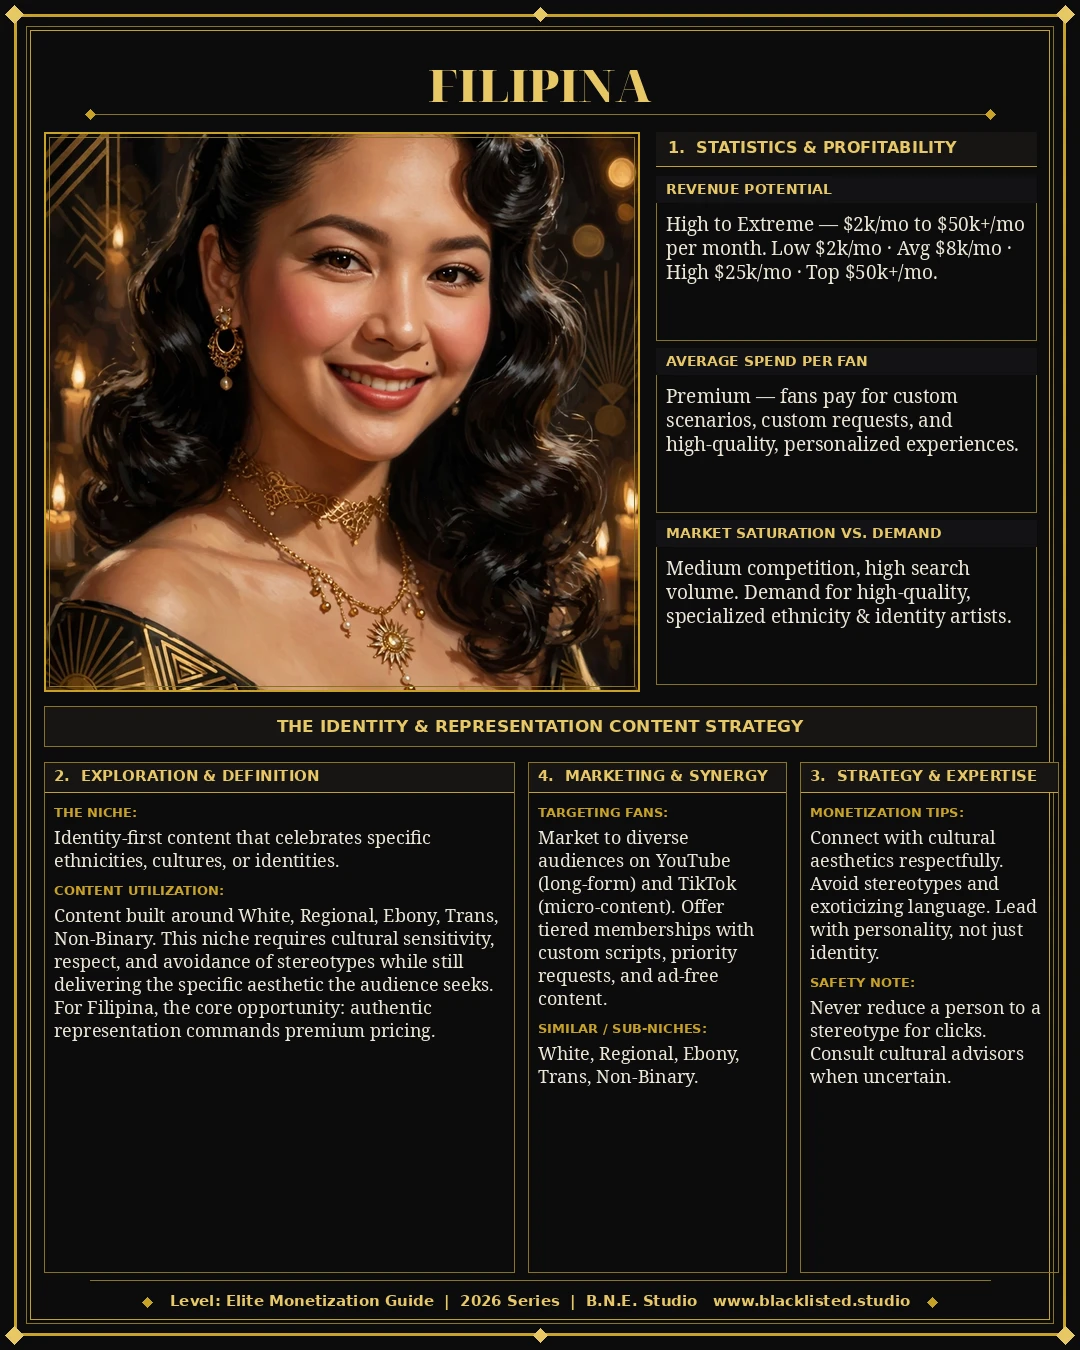 FILIPINA
1. STATISTICS & PROFITABILITY
REVENUE POTENTIAL
High to Extreme — $2k/mo to $50k+/mo
per month. Low $2k/mo · Avg $8k/mo ·
High $25k/mo · Top $50k+/mo.
AVERAGE SPEND PER FAN
Premium — fans pay for custom
scenarios, custom requests, and
high-quality, personalized experiences.
MARKET SATURATION VS. DEMAND
Medium competition, high search
volume. Demand for high-quality,
specialized ethnicity & identity artists.
THE IDENTITY & REPRESENTATION CONTENT STRATEGY
2. EXPLORATION & DEFINITION
THE NICHE:
Identity-first content that celebrates specific
ethnicities, cultures, or identities.
CONTENT UTILIZATION:
Content built around White, Regional, Ebony, Trans,
Non-Binary. This niche requires cultural sensitivity,
respect, and avoidance of stereotypes while still
delivering the specific aesthetic the audience seeks.
For Filipina, the core opportunity: authentic
representation commands premium pricing.
4. MARKETING & SYNERGY
TARGETING FANS:
Market to diverse
audiences on YouTube
(long-form) and TikTok
(micro-content). Offer
tiered memberships with
custom scripts, priority
requests, and ad-free
content.
SIMILAR / SUB-NICHES:
White, Regional, Ebony,
Trans, Non-Binary.
3. STRATEGY & EXPERTISE
MONETIZATION TIPS:
Connect with cultural
aesthetics respectfully.
Avoid stereotypes and
exoticizing language. Lead
with personality, not just
identity.
SAFETY NOTE:
Never reduce a person to a
stereotype for clicks.
Consult cultural advisors
when uncertain.
Level: Elite Monetization Guide | 2026 Series | B.N.E. Studio www.blacklisted.studio